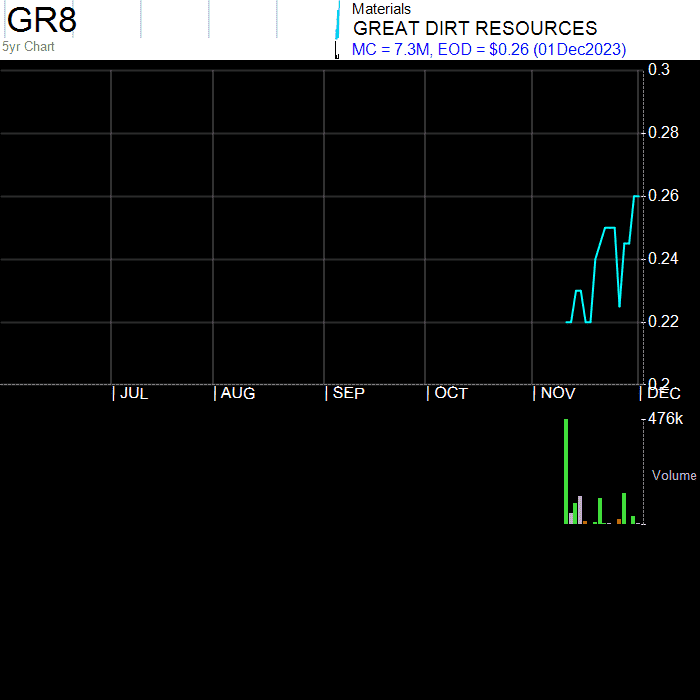 GR8
5yr Chart
Materials
GREAT DIRT RESOURCES
MC = 7.3M, EOD = $0.26 (01Dec2023)
0.3
0.28
0.26
0.24
0.22
0.2
| JUL | AUG | SEP | OCT | NOV | DEC
476k
Volume